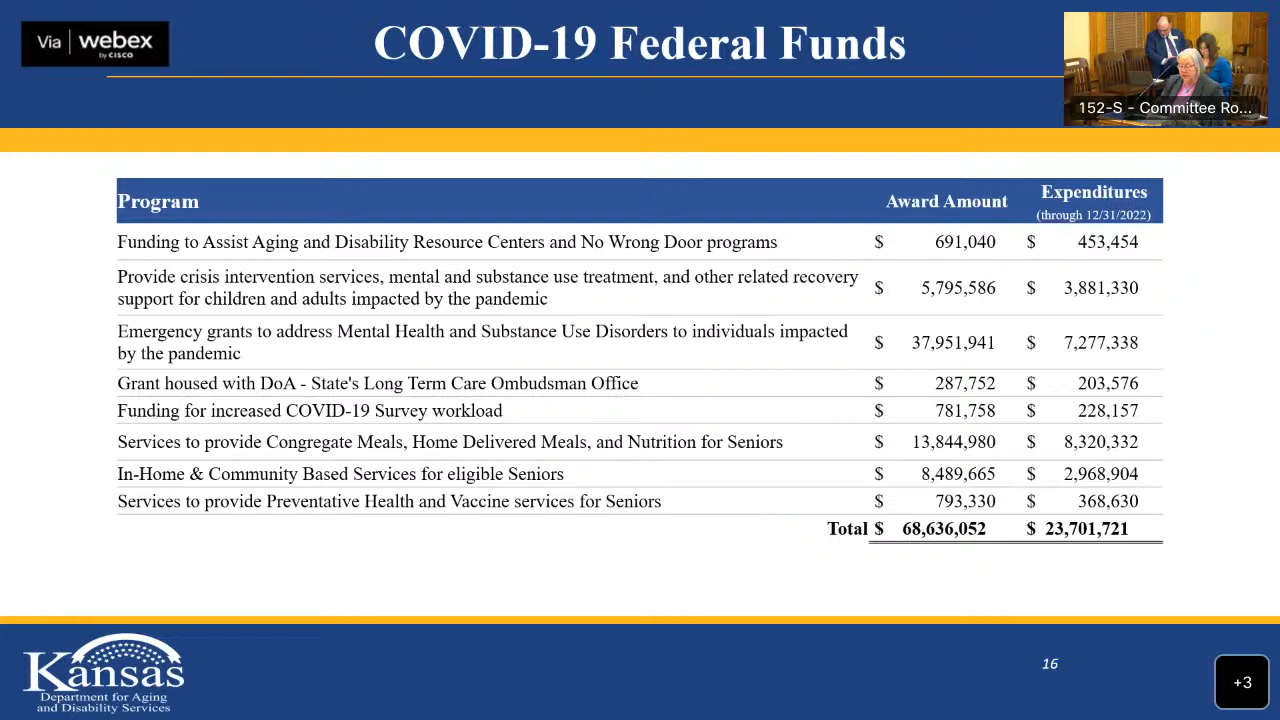 Via webex
by CISCO
COVID-19 Federal Funds
152-S - Committee Ro...
Program Award Amount Expenditures
(through 12/31/2022)
Funding to Assist Aging and Disability Resource Centers and No Wrong Door programs $ 691,040 $ 453,454
Provide crisis intervention services, mental and substance use treatment, and other related recovery
support for children and adults impacted by the pandemic $ 5,795,586 $ 3,881,330
Emergency grants to address Mental Health and Substance Use Disorders to individuals impacted
by the pandemic $ 37,951,941 $ 7,277,338
Grant housed with DoA - State's Long Term Care Ombudsman Office $ 287,752 $ 203,576
Funding for increased COVID-19 Survey workload $ 781,758 $ 228,157
Services to provide Congregate Meals, Home Delivered Meals, and Nutrition for Seniors $ 13,844,980 $ 8,320,332
In-Home & Community Based Services for eligible Seniors $ 8,489,665 $ 2,968,904
Services to provide Preventative Health and Vaccine services for Seniors $ 793,330 $ 368,630
Total $ 68,636,052 $ 23,701,721
Kansas
Department for Aging
and Disability Services
16
+3